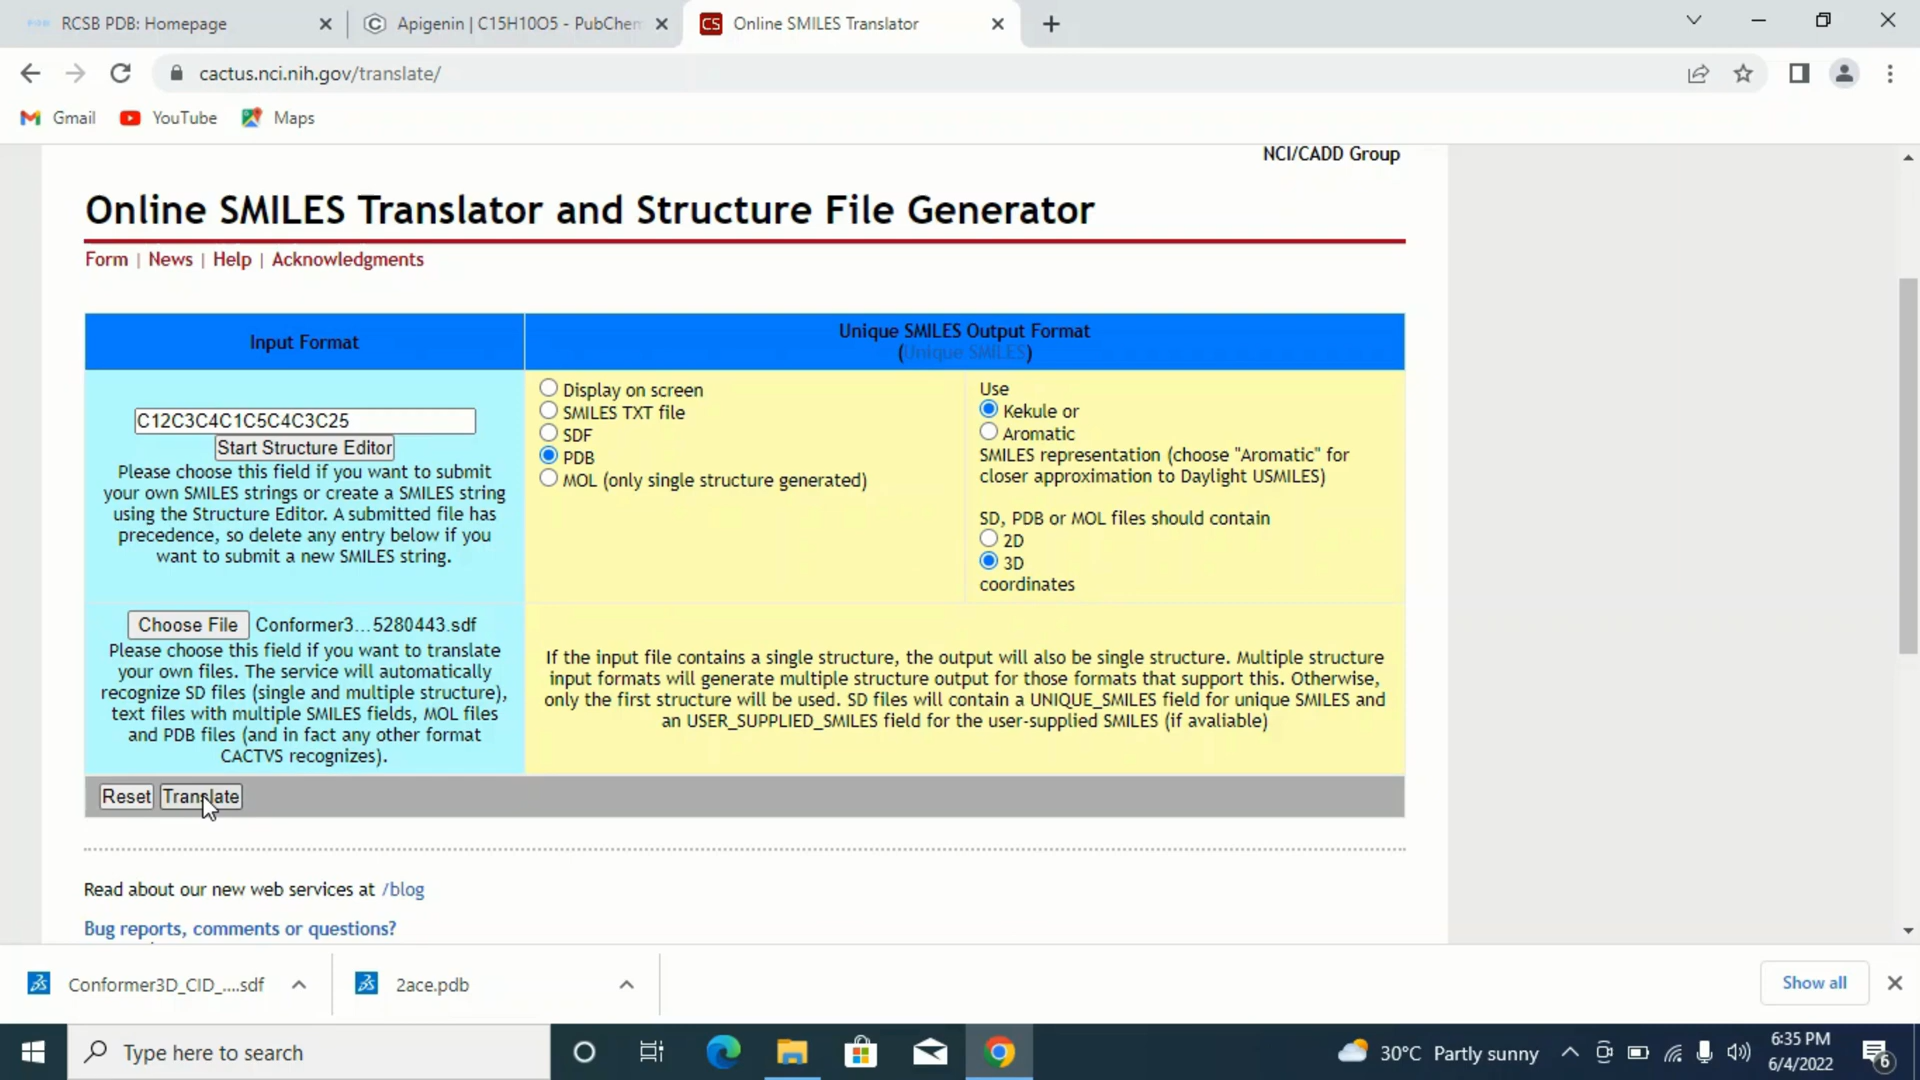 RCSB PDB: Homepage
Apigenin | C15H10O5 - PubChem
CS Online SMILES Translator
cactus.nci.nih.gov/translate/
Gmail
YouTube
Maps
NCI/CADD Group
Online SMILES Translator and Structure File Generator
Form | News | Help | Acknowledgments
Input Format
Unique SMILES Output Format
(Unique SMILES)
C12C3C4C1C5C4C3C25
Start Structure Editor
Please choose this field if you want to submit
your own SMILES strings or create a SMILES string
using the Structure Editor. A submitted file has
precedence, so delete any entry below if you
want to submit a new SMILES string.
Display on screen
SMILES TXT file
SDF
PDB
MOL (only single structure generated)
Use
Kekule or
Aromatic
SMILES representation (choose "Aromatic" for
closer approximation to Daylight USMILES)
SD, PDB or MOL files should contain
2D
3D
coordinates
Choose File Conformer3...5280443.sdf
Please choose this field if you want to translate
your own files. The service will automatically
recognize SD files (single and multiple structure),
text files with multiple SMILES fields, MOL files
and PDB files (and in fact any other format
CACTVS recognizes).
If the input file contains a single structure, the output will also be single structure. Multiple structure
input formats will generate multiple structure output for those formats that support this. Otherwise,
only the first structure will be used. SD files will contain a UNIQUE_SMILES field for unique SMILES and
an USER_SUPPLIED_SMILES field for the user-supplied SMILES (if avaliable)
Reset Translate
Read about our new web services at /blog
Bug reports, comments or questions?
Conformer3D_CID_....sdf
2ace.pdb
Show all
Type here to search
30°C Partly sunny
6:35 PM
6/4/2022
6